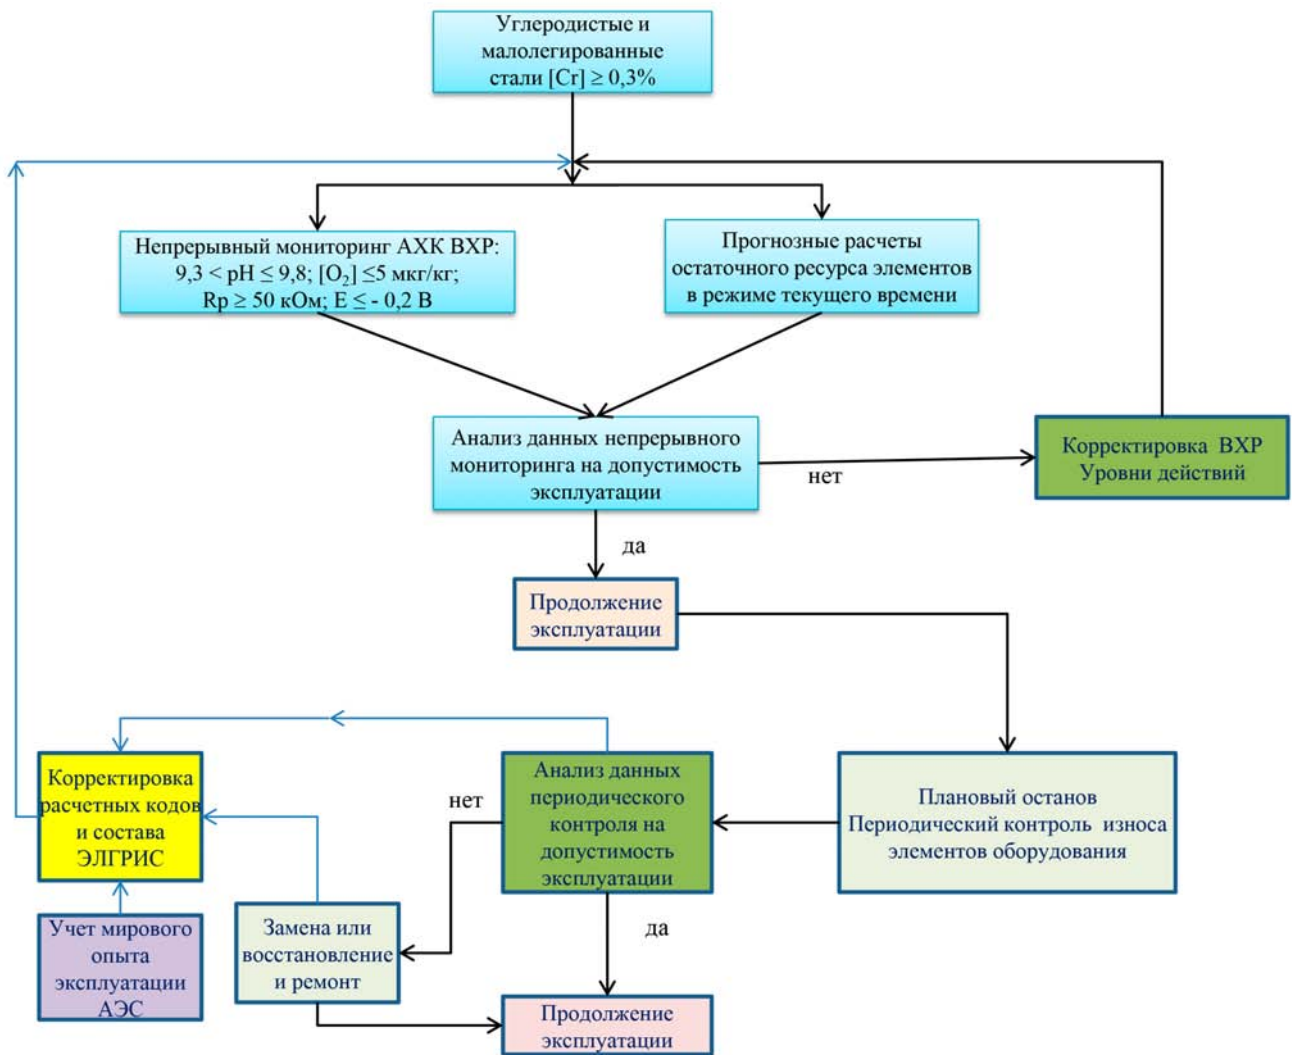 Углеродистые и
малолегированные
стали [Cr] ≥ 0,3%
Непрерывный мониторинг АХК ВХР:
9,3 < pH ≤ 9,8; [O₂] ≤5 мкг/кг;
Rp ≥ 50 кОм; E ≤ - 0,2 В
Прогнозные расчеты
остаточного ресурса элементов
в режиме текущего времени
Анализ данных непрерывного
мониторинга на допустимость
эксплуатации
нет
Корректировка ВХР
Уровни действий
да
Продолжение
эксплуатации
Корректировка
расчетных кодов
и состава
ЭЛГРИС
нет
Анализ данных
периодического
контроля на
допустимость
эксплуатации
Плановый останов
Периодический контроль износа
элементов оборудования
Учет мирового
опыта
эксплуатации
АЭС
Замена или
восстановление
и ремонт
да
Продолжение
эксплуатации